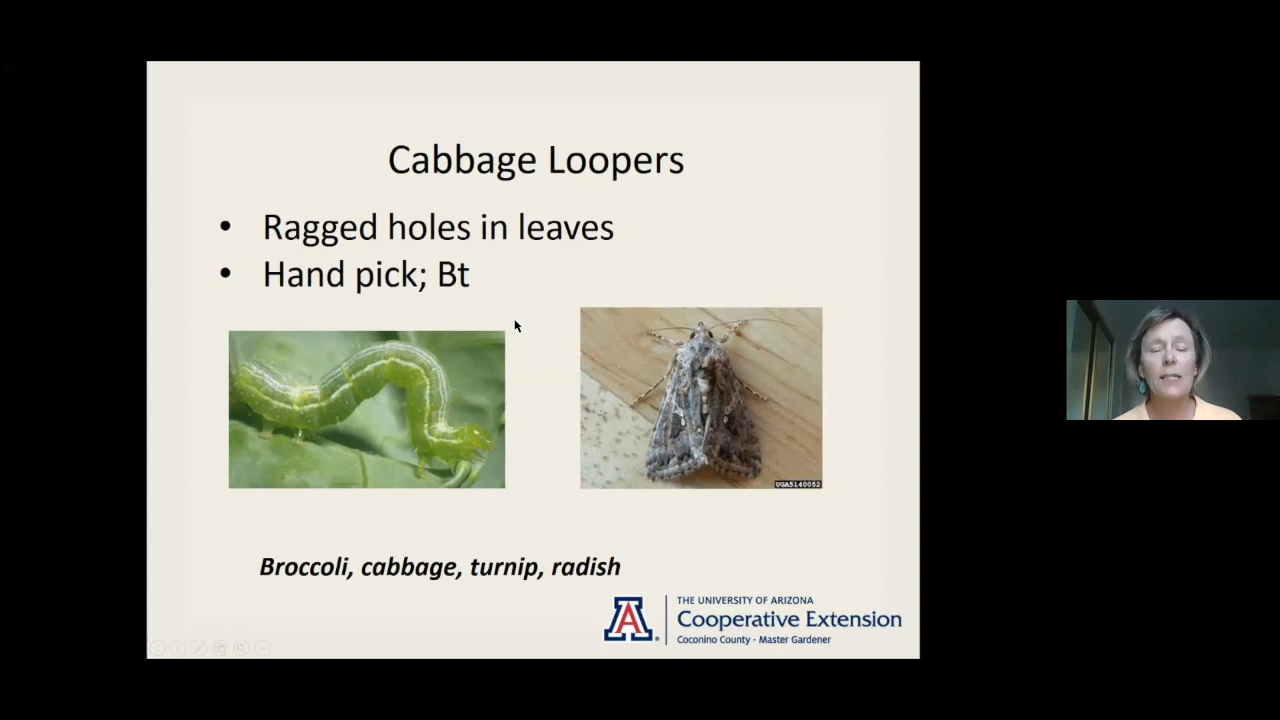 Cabbage Loopers
• Ragged holes in leaves
• Hand pick; Bt
UGA5140052
Broccoli, cabbage, turnip, radish
A
THE UNIVERSITY OF ARIZONA
Cooperative Extension
Coconino County - Master Gardener